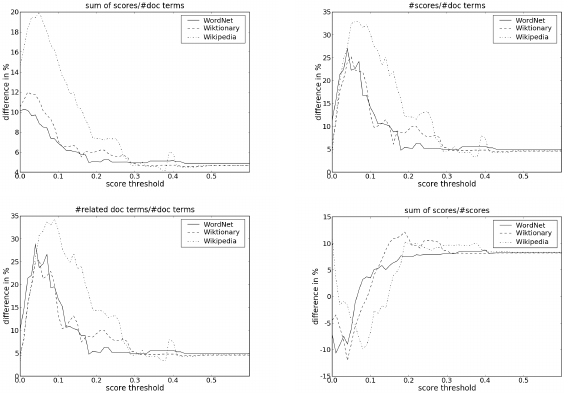 sum of scores/#doc terms
20
18
16
14
12
10
8
6
4
difference in %
WordNet
Wiktionary
Wikipedia
0.0 0.1 0.2 0.3 0.4 0.5
score threshold
#scores/#doc terms
35
30
25
20
15
10
5
0
difference in %
WordNet
Wiktionary
Wikipedia
0.0 0.1 0.2 0.3 0.4 0.5
score threshold
#related doc terms/#doc terms
35
30
25
20
15
10
5
0
difference in %
WordNet
Wiktionary
Wikipedia
0.0 0.1 0.2 0.3 0.4 0.5
score threshold
sum of scores/#scores
15
10
5
0
-5
-10
-15
difference in %
WordNet
Wiktionary
Wikipedia
0.0 0.1 0.2 0.3 0.4 0.5
score threshold